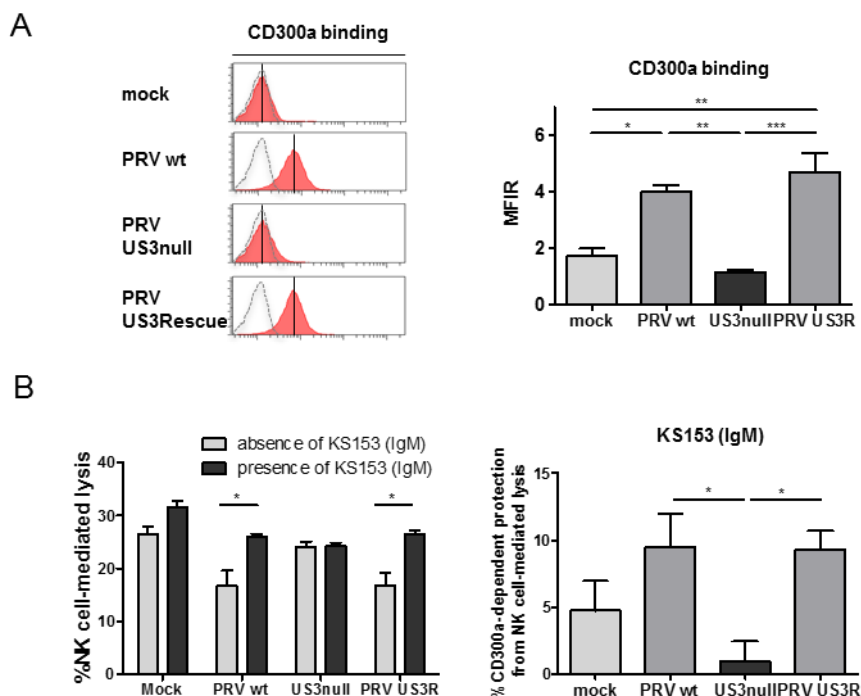 A
CD300a binding
mock
PRV wt
PRV
US3null
PRV
US3Rescue
CD300a binding
MFIR
6
4
2
0
**
* ** ***
mock PRV wt US3null PRV US3R
B
absence of KS153 (IgM)
presence of KS153 (IgM)
%NK cell-mediated lysis
40
30
20
10
0
* *
Mock PRV wt US3null PRV US3R
KS153 (IgM)
% CD300a-dependent protection
from NK cell-mediated lysis
15
10
5
0
* *
mock PRV wt US3null PRV US3R